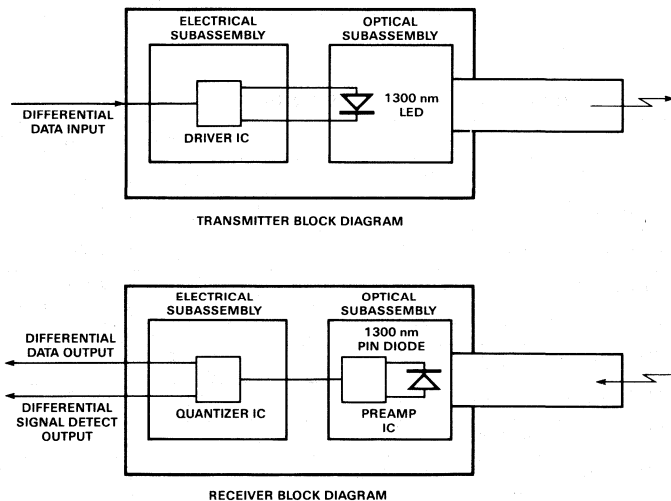 ELECTRICAL
SUBASSEMBLY
OPTICAL
SUBASSEMBLY
DIFFERENTIAL
DATA INPUT
DRIVER IC
1300 nm
LED
TRANSMITTER BLOCK DIAGRAM
ELECTRICAL
SUBASSEMBLY
OPTICAL
SUBASSEMBLY
1300 nm
PIN DIODE
DIFFERENTIAL
DATA OUTPUT
DIFFERENTIAL
SIGNAL DETECT
OUTPUT
QUANTIZER IC
PREAMP
IC
RECEIVER BLOCK DIAGRAM